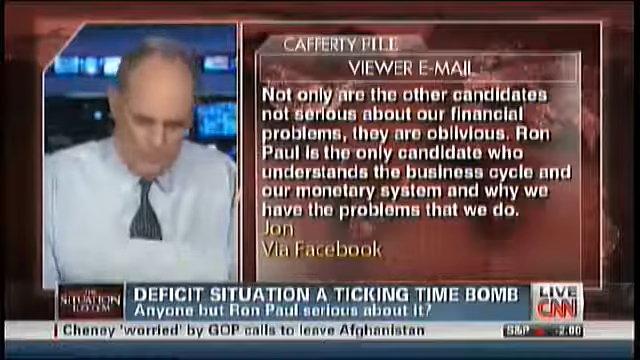 CAFFERTY FILE
VIEWER E-MAIL
Not only are the other candidates
not serious about our financial
problems, they are oblivious. Ron
Paul is the only candidate who
understands the business cycle and
our monetary system and why we
have the problems that we do.
Jon
Via Facebook
THE
SITUATION
ROOM
DEFICIT SITUATION A TICKING TIME BOMB
Anyone but Ron Paul serious about it?
LIVE
CNN
Cheney 'worried' by GOP calls to leave Afghanistan
S&P -2.00